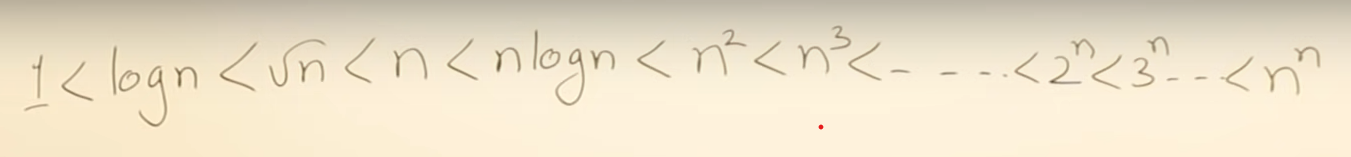 1 < logn < √n < n < nlogn < n² < n³ < - - - .. < 2ⁿ < 3ⁿ - - - < nⁿ